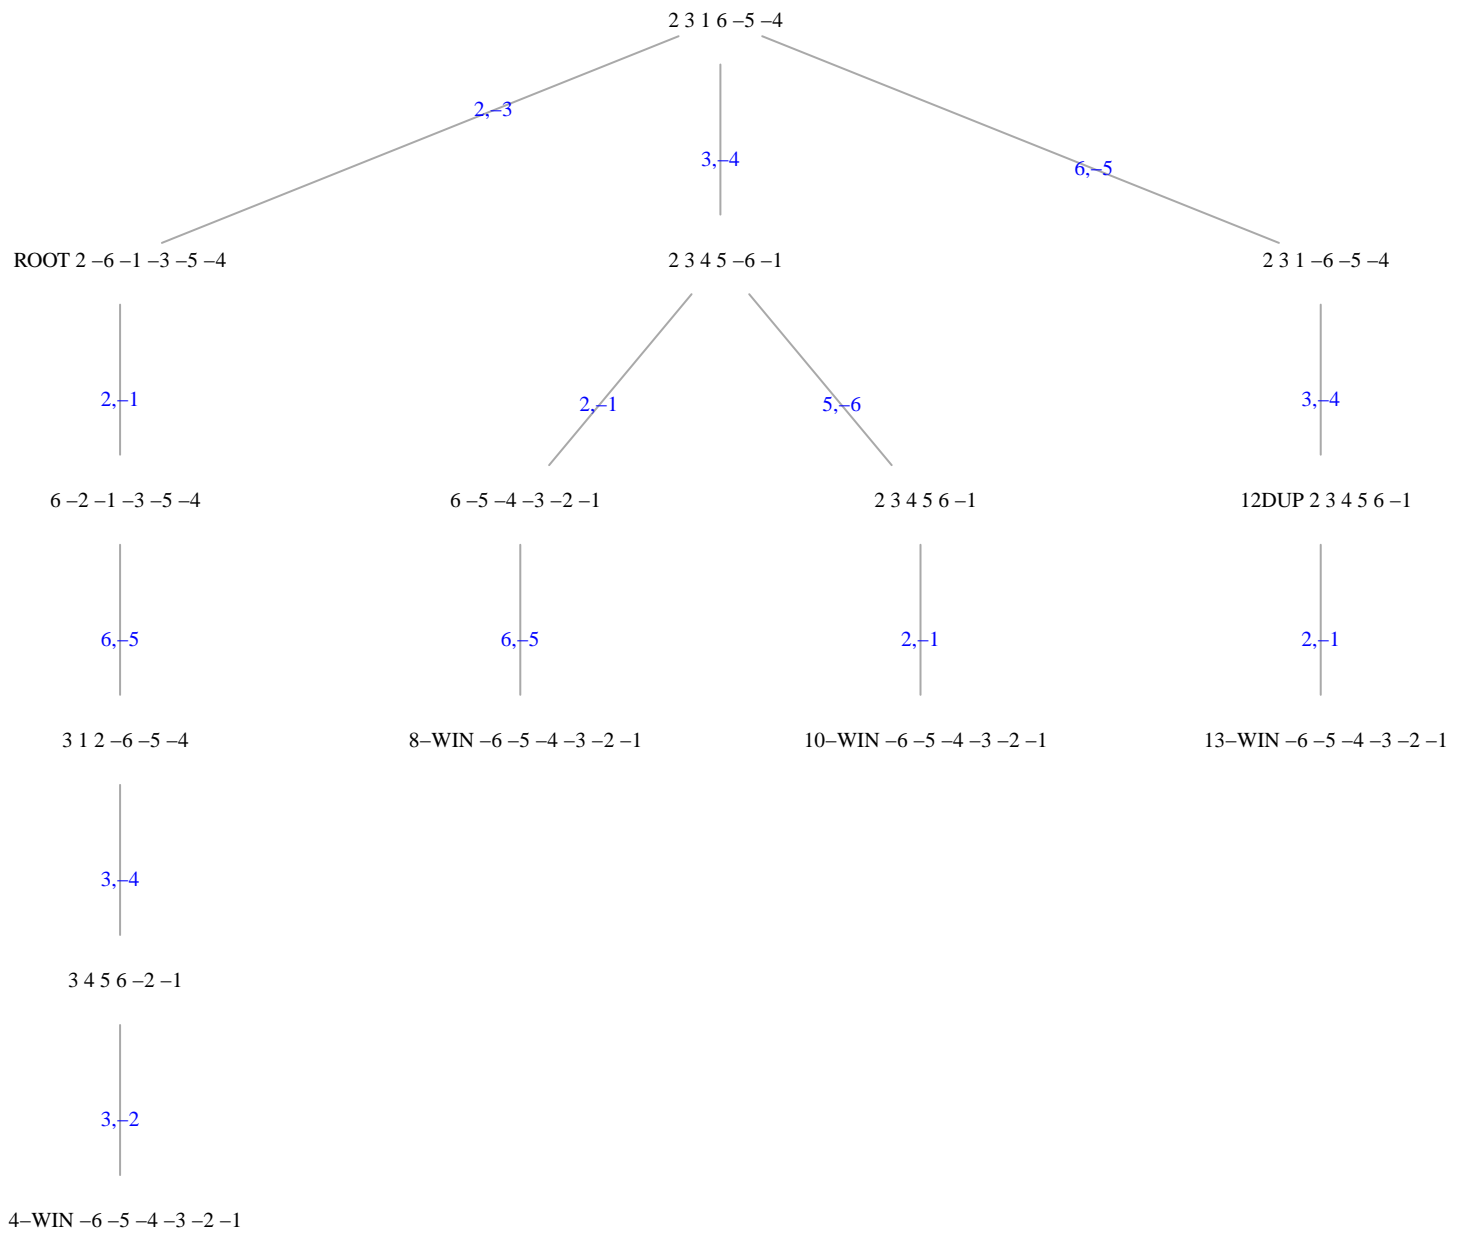 2 3 1 6 –5 –4
2,–3
3,–4
6,–5
ROOT 2 –6 –1 –3 –5 –4
2 3 4 5 –6 –1
2 3 1 –6 –5 –4
2,–1
2,–1
5,–6
3,–4
6 –2 –1 –3 –5 –4
6 –5 –4 –3 –2 –1
2 3 4 5 6 –1
12DUP 2 3 4 5 6 –1
6,–5
6,–5
2,–1
2,–1
3 1 2 –6 –5 –4
8–WIN –6 –5 –4 –3 –2 –1
10–WIN –6 –5 –4 –3 –2 –1
13–WIN –6 –5 –4 –3 –2 –1
3,–4
3 4 5 6 –2 –1
3,–2
4–WIN –6 –5 –4 –3 –2 –1